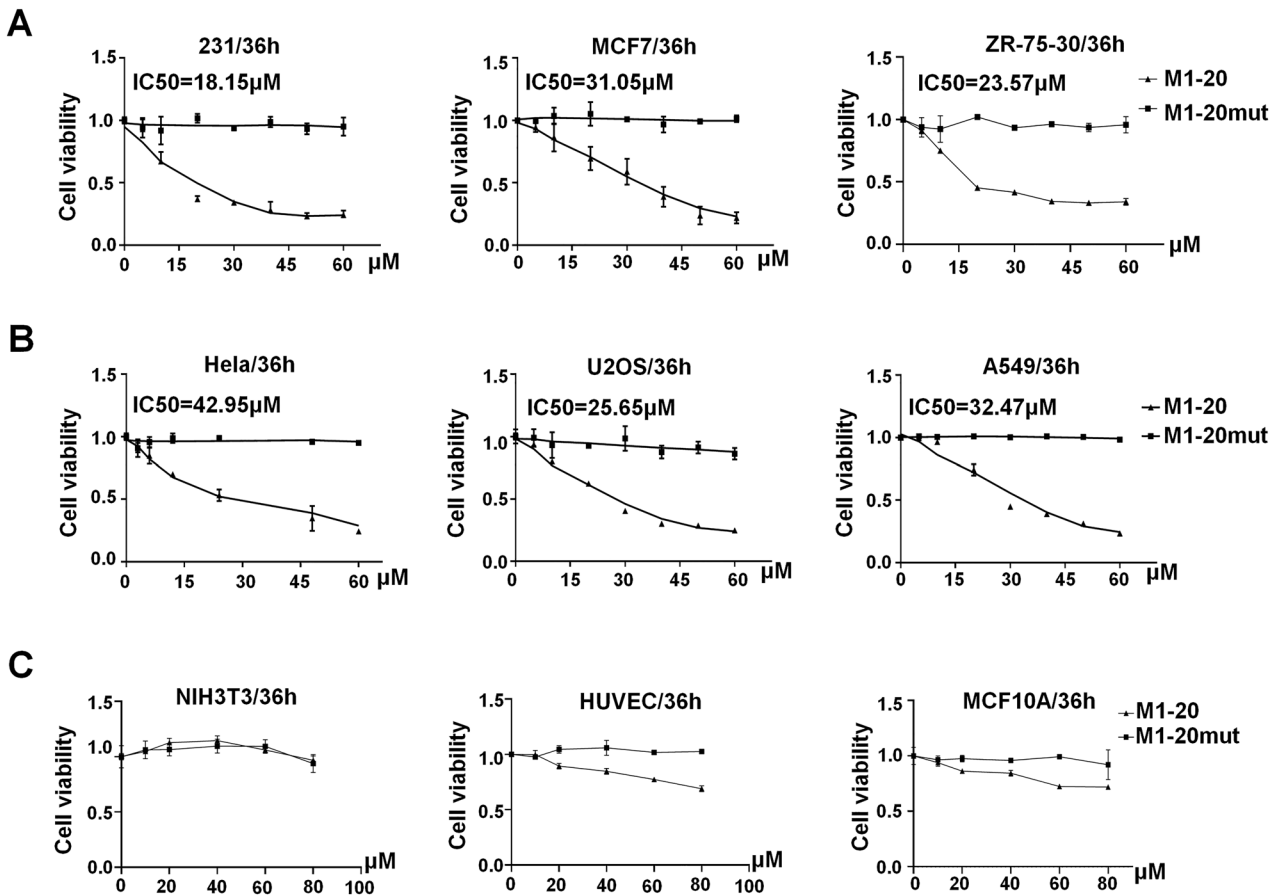 A
231/36h
IC50=18.15µM
Cell viability
1.5
1.0
0.5
0.0
0 15 30 45 60 µM
MCF7/36h
IC50=31.05µM
Cell viability
1.5
1.0
0.5
0.0
0 15 30 45 60 µM
ZR-75-30/36h
IC50=23.57µM
Cell viability
1.5
1.0
0.5
0.0
0 15 30 45 60 µM
M1-20
M1-20mut
B
Hela/36h
IC50=42.95µM
Cell viability
1.5
1.0
0.5
0.0
0 15 30 45 60 µM
U2OS/36h
IC50=25.65µM
Cell viability
1.5
1.0
0.5
0.0
0 15 30 45 60 µM
A549/36h
IC50=32.47µM
Cell viability
1.5
1.0
0.5
0.0
0 15 30 45 60 µM
M1-20
M1-20mut
C
NIH3T3/36h
Cell viability
1.5
1.0
0.5
0.0
0 20 40 60 80 100 µM
HUVEC/36h
Cell viability
1.5
1.0
0.5
0.0
0 20 40 60 80 100 µM
MCF10A/36h
Cell viability
1.5
1.0
0.5
0.0
0 20 40 60 80 µM
M1-20
M1-20mut